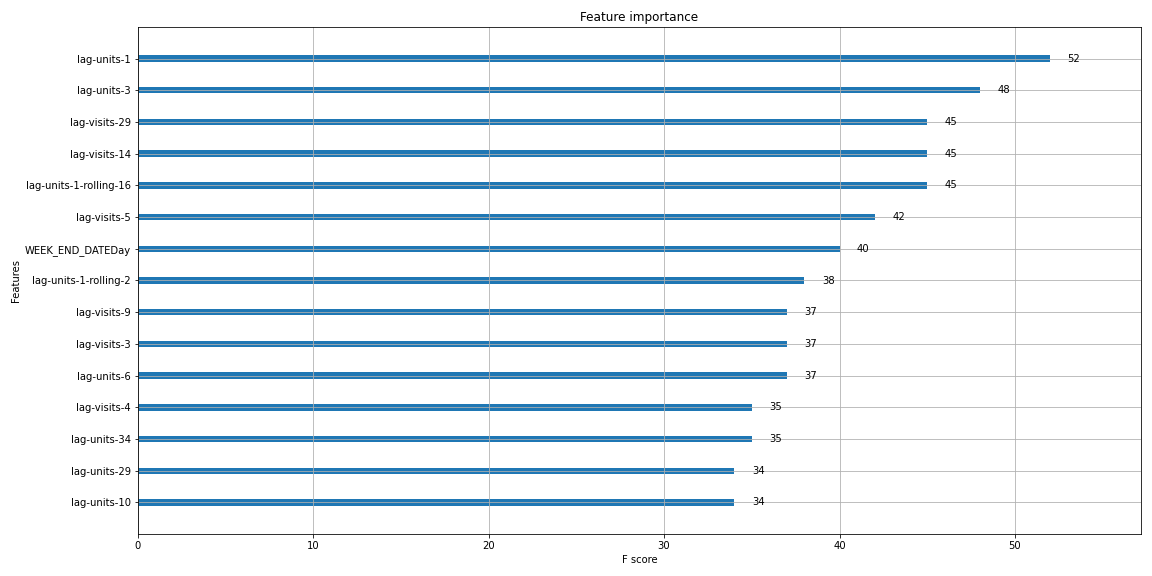 Feature importance
lag-units-1 52
lag-units-3 48
lag-visits-29 45
lag-visits-14 45
lag-units-1-rolling-16 45
lag-visits-5 42
WEEK_END_DATEDay 40
lag-units-1-rolling-2 38
lag-visits-9 37
lag-visits-3 37
lag-units-6 37
lag-visits-4 35
lag-units-34 35
lag-units-29 34
lag-units-10 34
Features
0 10 20 30 40 50
F score